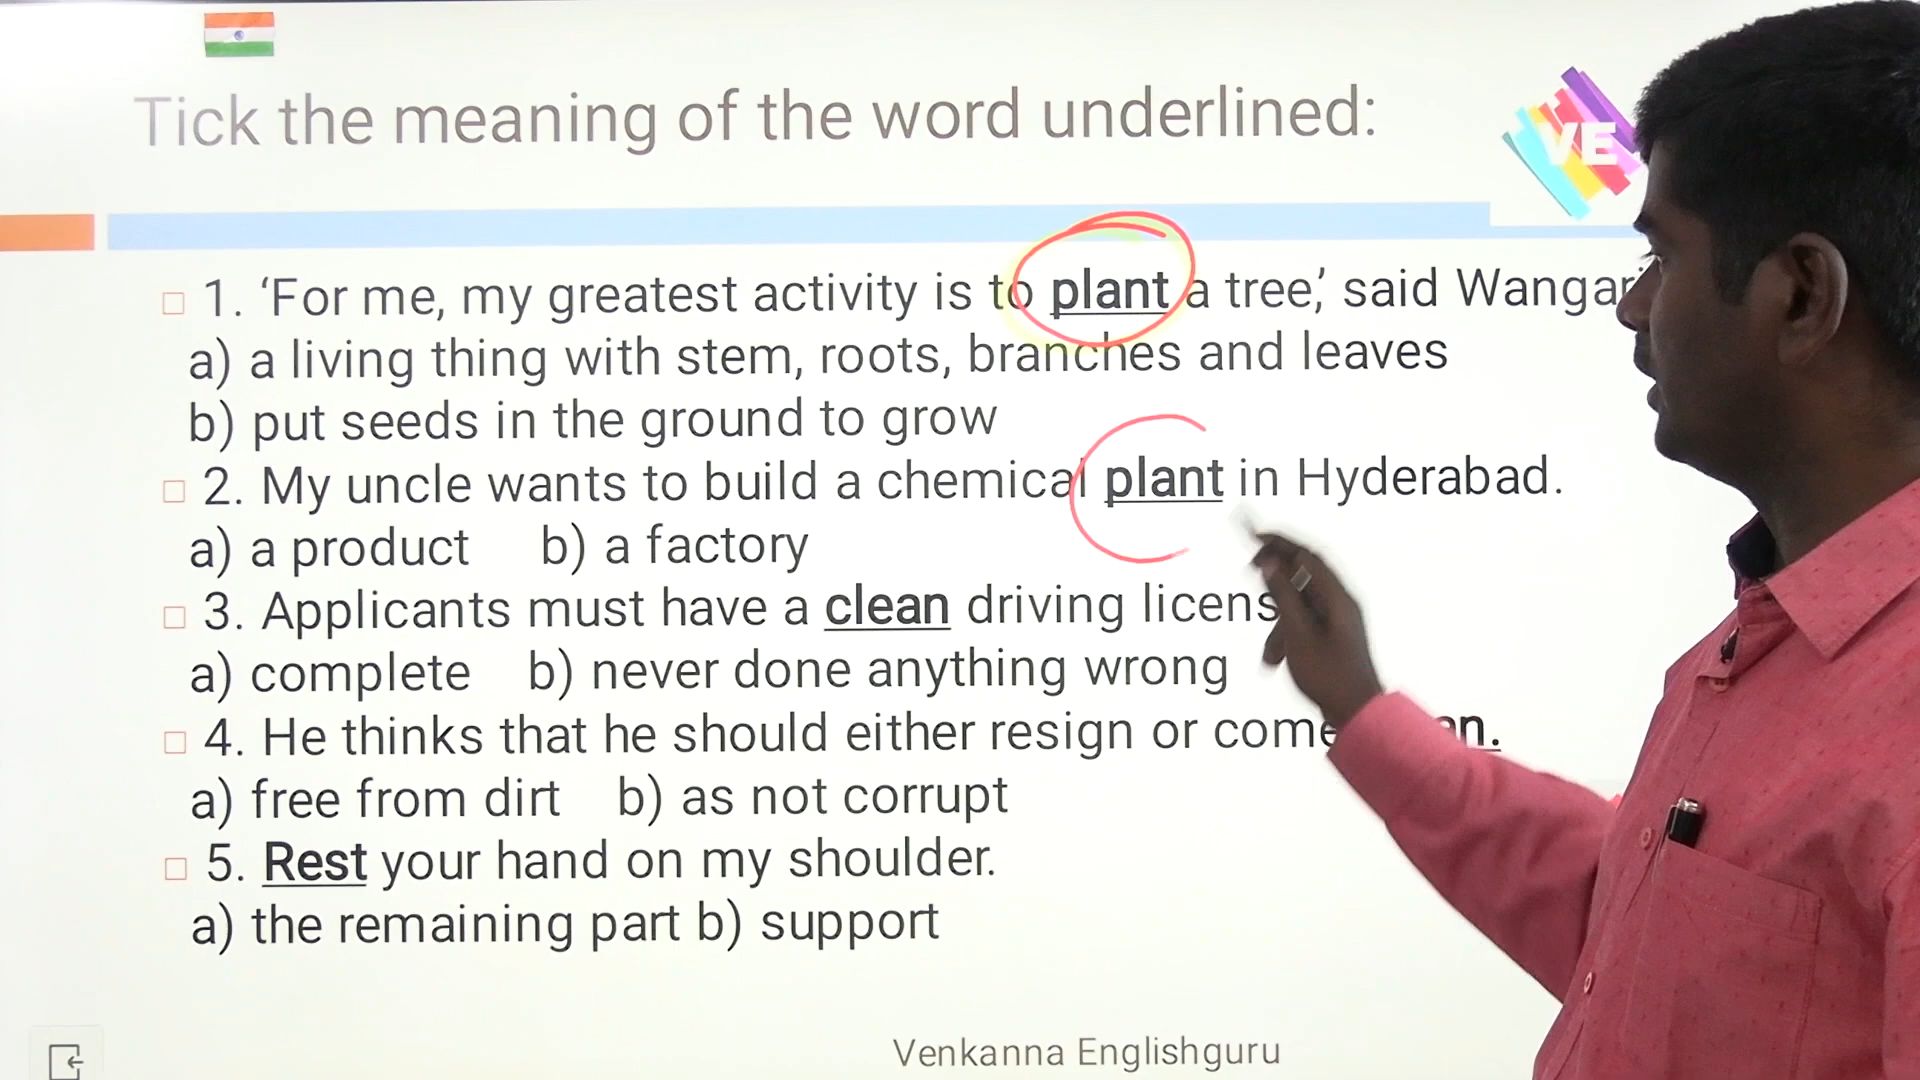 Tick the meaning of the word underlined:
VE
1. ‘For me, my greatest activity is to plant a tree,’ said Wangari
a) a living thing with stem, roots, branches and leaves
b) put seeds in the ground to grow
2. My uncle wants to build a chemical plant in Hyderabad.
a) a product b) a factory
3. Applicants must have a clean driving licens
a) complete b) never done anything wrong
4. He thinks that he should either resign or come
a) free from dirt b) as not corrupt
5. Rest your hand on my shoulder.
a) the remaining part b) support
Venkanna Englishguru